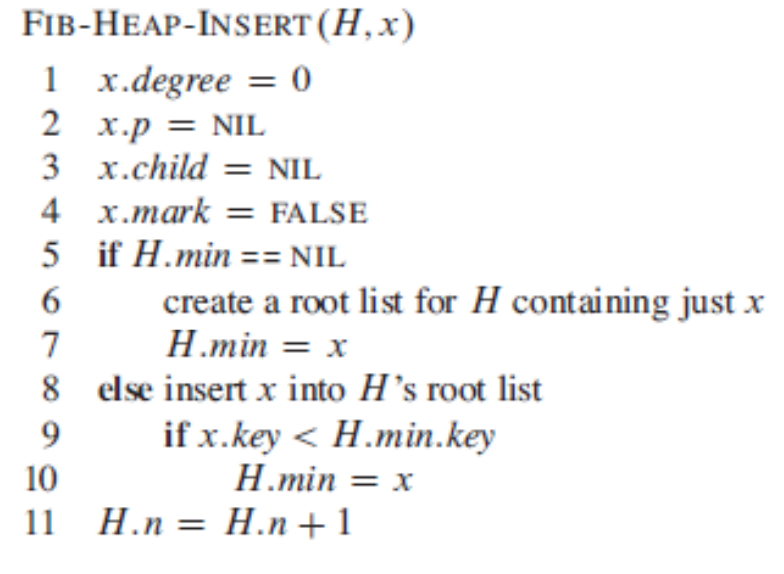 FIB-HEAP-INSERT(H, x)
1 x.degree = 0
2 x.p = NIL
3 x.child = NIL
4 x.mark = FALSE
5 if H.min == NIL
6 create a root list for H containing just x
7 H.min = x
8 else insert x into H's root list
9 if x.key < H.min.key
10 H.min = x
11 H.n = H.n + 1